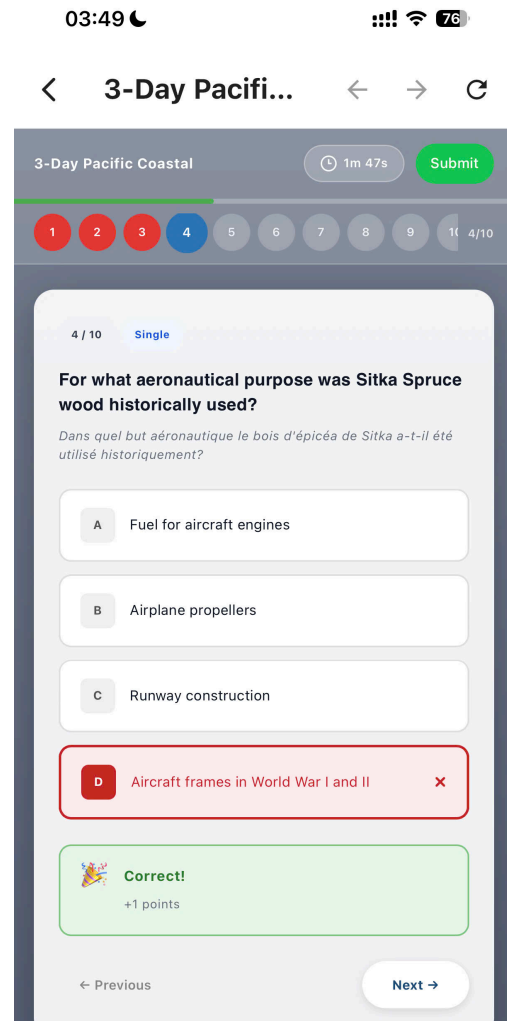 03:49
76
3-Day Pacifi...
3-Day Pacific Coastal
1m 47s
Submit
1 2 3 4 5 6 7 8 9 10 4/10
4 / 10
Single
For what aeronautical purpose was Sitka Spruce
wood historically used?
Dans quel but aéronautique le bois d'épicéa de Sitka a-t-il été
utilisé historiquement?
A Fuel for aircraft engines
B Airplane propellers
C Runway construction
D Aircraft frames in World War I and II ×
Correct!
+1 points
← Previous
Next →